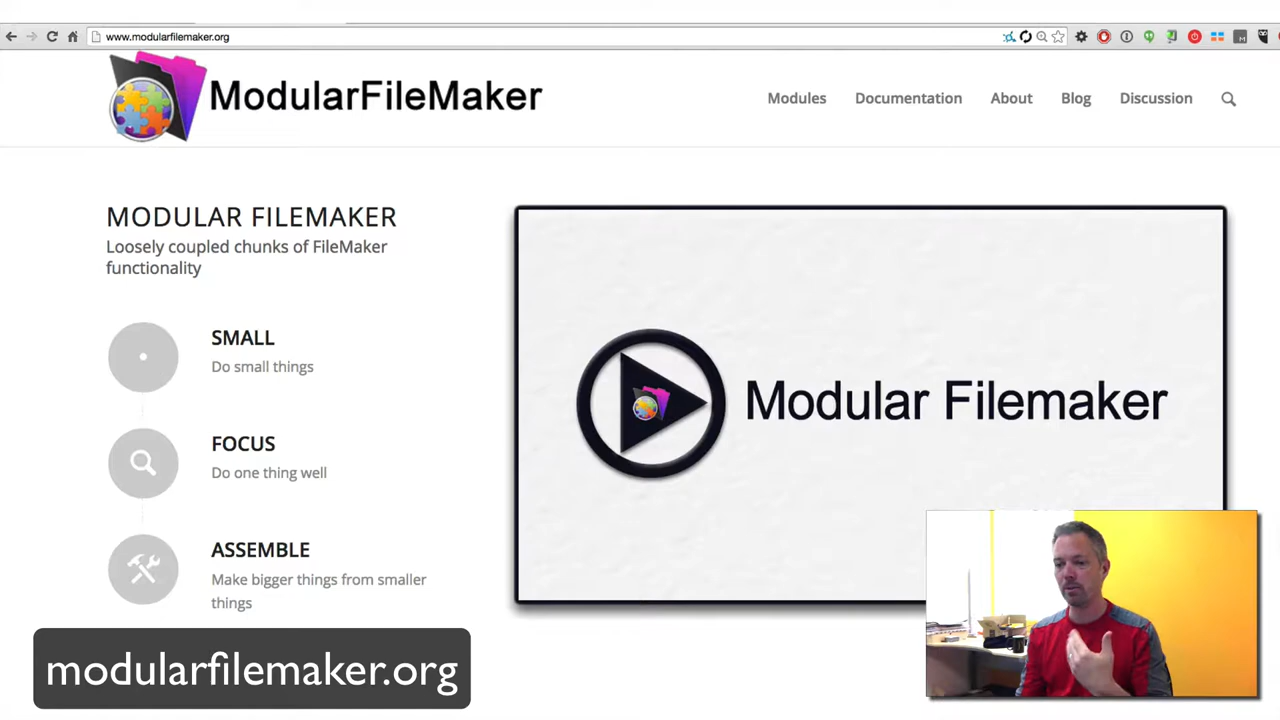 www.modularfilemaker.org
ModularFileMaker
Modules
Documentation
About
Blog
Discussion
MODULAR FILEMAKER
Loosely coupled chunks of FileMaker
functionality
SMALL
Do small things
FOCUS
Do one thing well
ASSEMBLE
Make bigger things from smaller
things
Modular Filemaker
modularfilemaker.org